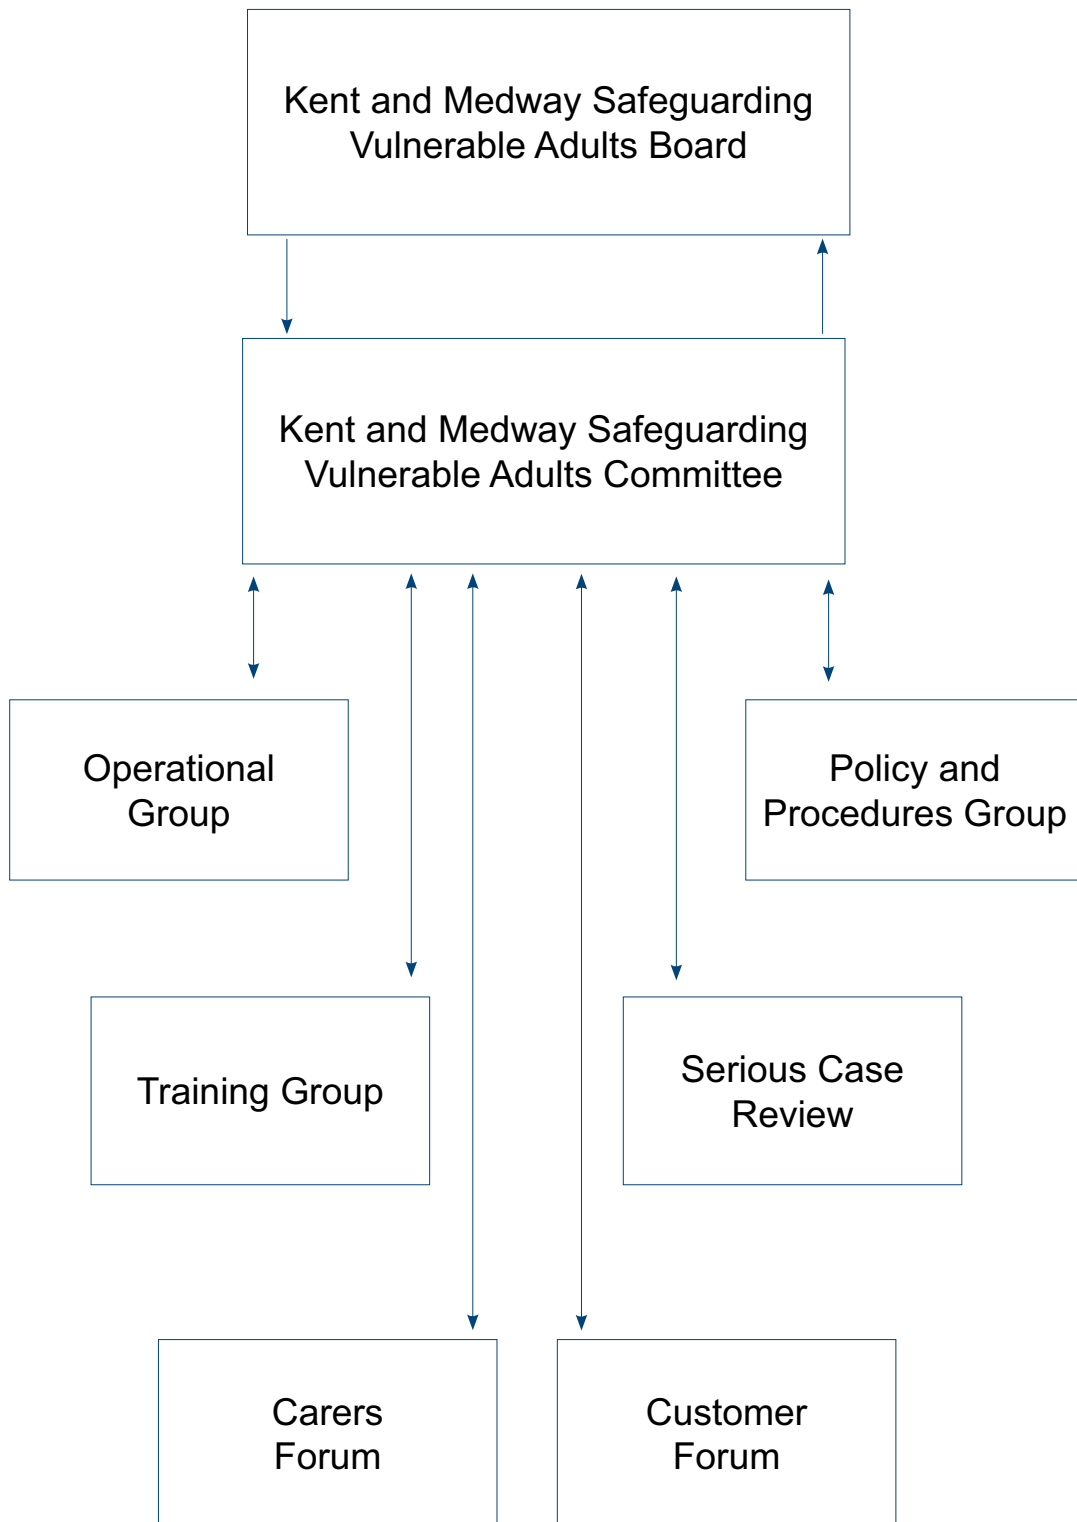 Kent and Medway Safeguarding
Vulnerable Adults Board
Kent and Medway Safeguarding
Vulnerable Adults Committee
Operational
Group
Policy and
Procedures Group
Training Group
Serious Case
Review
Carers
Forum
Customer
Forum